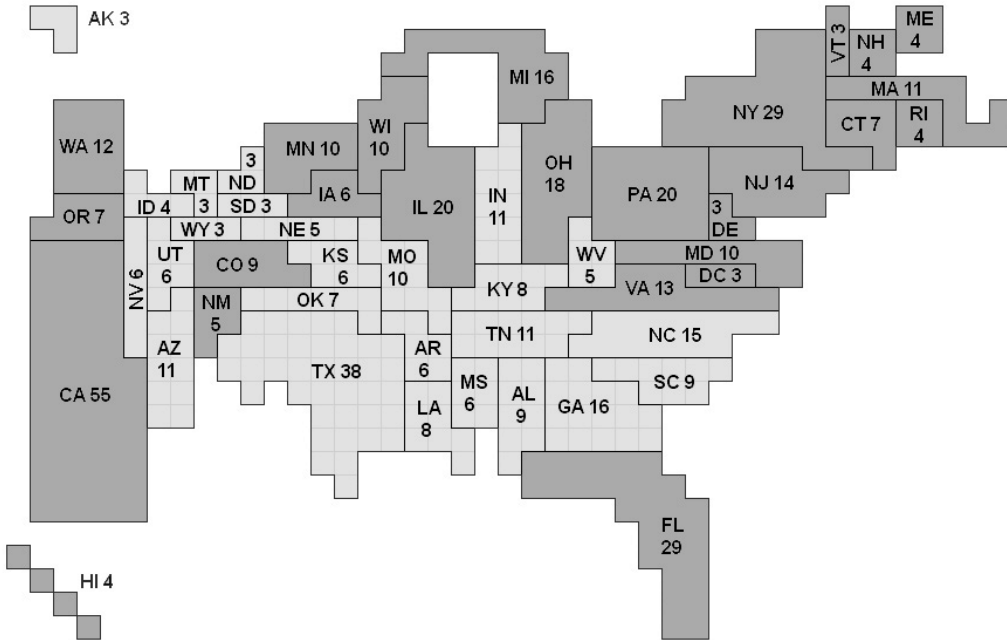 AK 3
VT 3
ME
4
NH
4
MI 16
MA 11
NY 29
CT 7
RI
4
WA 12
MN 10
WI
10
3
ND
MT
3
OH
18
IA 6
IL 20
IN
11
PA 20
NJ 14
ID 4
SD 3
OR 7
WY 3
NE 5
3
DE
UT
6
CO 9
KS
6
MO
10
WV
5
MD 10
DC 3
NV 6
NM
5
OK 7
KY 8
VA 13
AZ
11
TN 11
NC 15
AR
6
TX 38
MS
6
SC 9
CA 55
LA
8
AL
9
GA 16
FL
29
HI 4